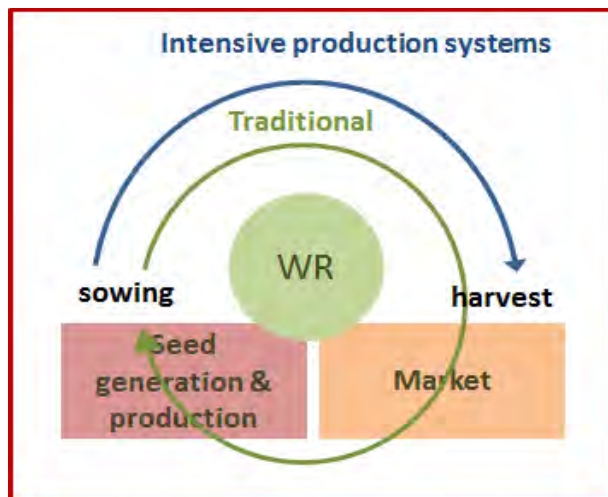 Intensive production systems
Traditional
WR
sowing
harvest
Seed
generation &
production
Market